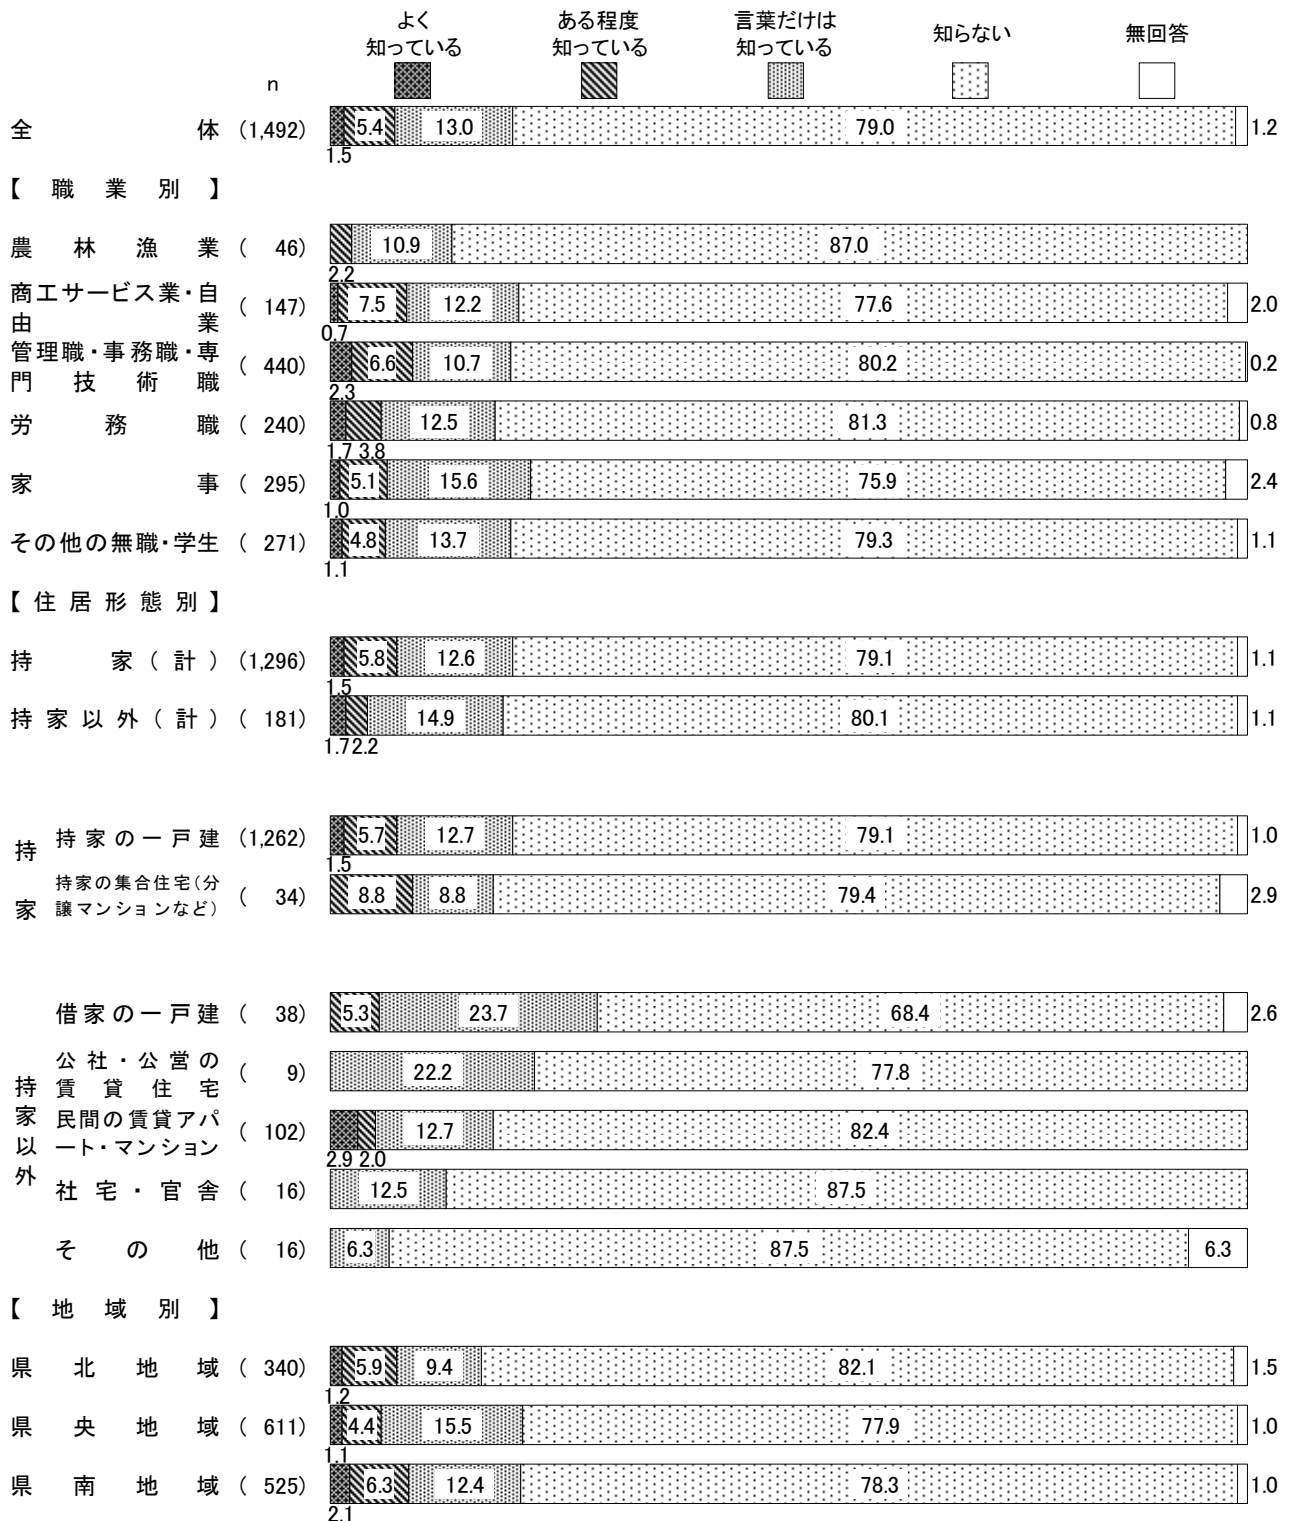 よく
知っている
ある程度
知っている
言葉だけは
知っている
知らない
無回答
n
全体 (1,492) 5.4 13.0 79.0 1.2
1.5
【職業別】
農林漁業 ( 46) 10.9 87.0
2.2
商工サービス業・自
由業 ( 147) 7.5 12.2 77.6 2.0
0.7
管理職・事務職・専
門技術職 ( 440) 6.6 10.7 80.2 0.2
2.3
労務職 ( 240) 12.5 81.3 0.8
1.7 3.8
家事 ( 295) 5.1 15.6 75.9 2.4
1.0
その他の無職・学生 ( 271) 4.8 13.7 79.3 1.1
1.1
【住居形態別】
持家(計) (1,296) 5.8 12.6 79.1 1.1
1.5
持家以外(計) ( 181) 14.9 80.1 1.1
1.7 2.2
持家
持家の一戸建 (1,262) 5.7 12.7 79.1 1.0
1.5
持家の集合住宅(分
譲マンションなど) ( 34) 8.8 8.8 79.4 2.9
持家以外
借家の一戸建 ( 38) 5.3 23.7 68.4 2.6
公社・公営の
賃貸住宅 ( 9) 22.2 77.8
民間の賃貸アパ
ート・マンション ( 102) 12.7 82.4
2.9 2.0
社宅・官舎 ( 16) 12.5 87.5
その他 ( 16) 6.3 87.5 6.3
【地域別】
県北地域 ( 340) 5.9 9.4 82.1 1.5
1.2
県央地域 ( 611) 4.4 15.5 77.9 1.0
1.1
県南地域 ( 525) 6.3 12.4 78.3 1.0
2.1